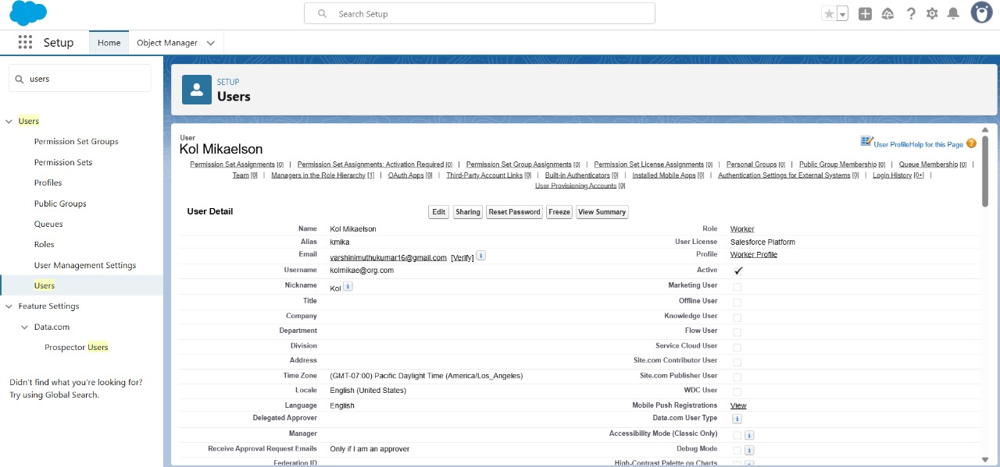 Search Setup
Setup
Home
Object Manager
users
Users
Permission Set Groups
Permission Sets
Profiles
Public Groups
Queues
Roles
User Management Settings
Users
Feature Settings
Data.com
Prospector Users
Didn't find what you're looking for?
Try using Global Search.
SETUP
Users
User
Kol Mikaelson
User Profile Help for this Page ?
Permission Set Assignments [0] | Permission Set Assignments: Activation Required [0] | Permission Set Group Assignments [0] | Permission Set License Assignments [0] | Personal Groups [0] | Public Group Membership [0] | Queue Membership [0] |
Team [0] | Managers in the Role Hierarchy [1] | OAuth Apps [0] | Third-Party Account Links [0] | Built-in Authenticators [0] | Installed Mobile Apps [0] | Authentication Settings for External Systems [0] | Login History [0+] |
User Provisioning Accounts [0]
User Detail
Edit Sharing Reset Password Freeze View Summary
Name Kol Mikaelson Role Worker
Alias kmika User License Salesforce Platform
Email varshinimuthukumar16@gmail.com [Verify] i Profile Worker Profile
Username kolmikae@org.com Active
Nickname Kol i Marketing User
Title Offline User
Company Knowledge User
Department Flow User
Division Service Cloud User
Address Site.com Contributor User
Time Zone (GMT-07:00) Pacific Daylight Time (America/Los_Angeles) Site.com Publisher User
Locale English (United States) WDC User
Language English Mobile Push Registrations View
Delegated Approver Data.com User Type i
Manager Accessibility Mode (Classic Only) i
Receive Approval Request Emails Only if I am an approver Debug Mode i
Federation ID High-Contrast Palette on Charts i